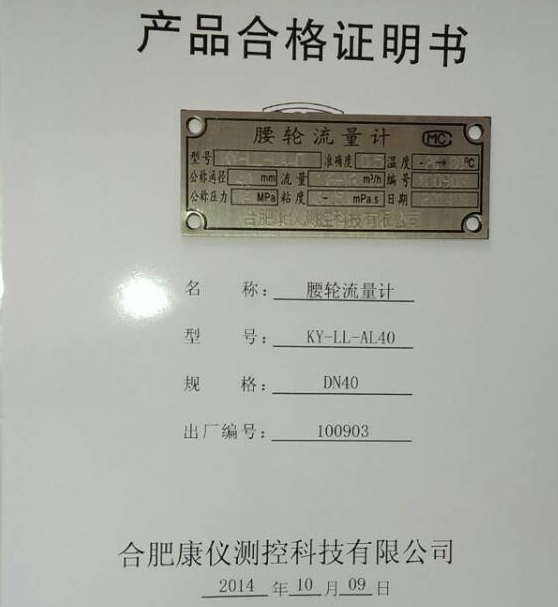 产品合格证明书
腰轮流量计 MC
型号 KY-LL-AL40 准确度 温度 ℃
公称通径 mm 流量 m³/h 编号
公称压力 MPa 粘度 mPa.s 日期
合肥康仪测控科技有限公司
名 称: 腰轮流量计
型 号: KY-LL-AL40
规 格: DN40
出厂编号: 100903
合肥康仪测控科技有限公司
2014 年 10 月 09 日